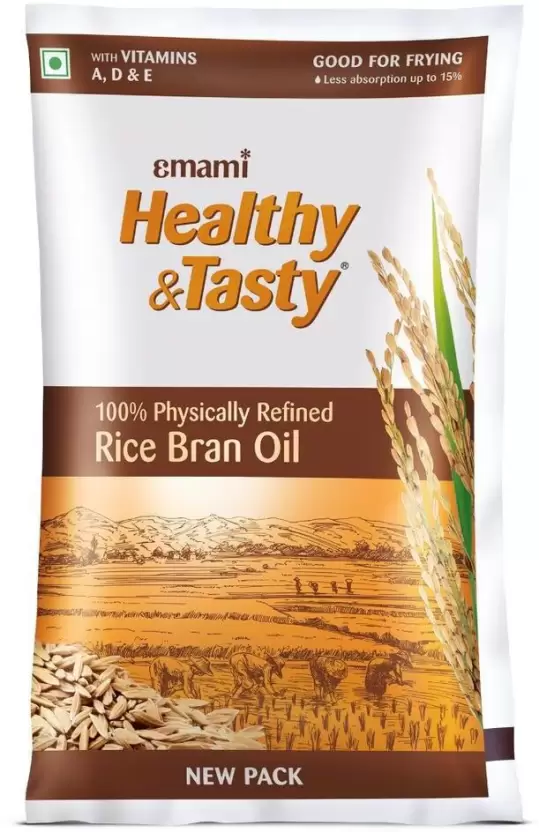 WITH VITAMINS
A, D & E
GOOD FOR FRYING
Less absorption up to 15%
emami*
Healthy
&Tasty®
100% Physically Refined
Rice Bran Oil
NEW PACK